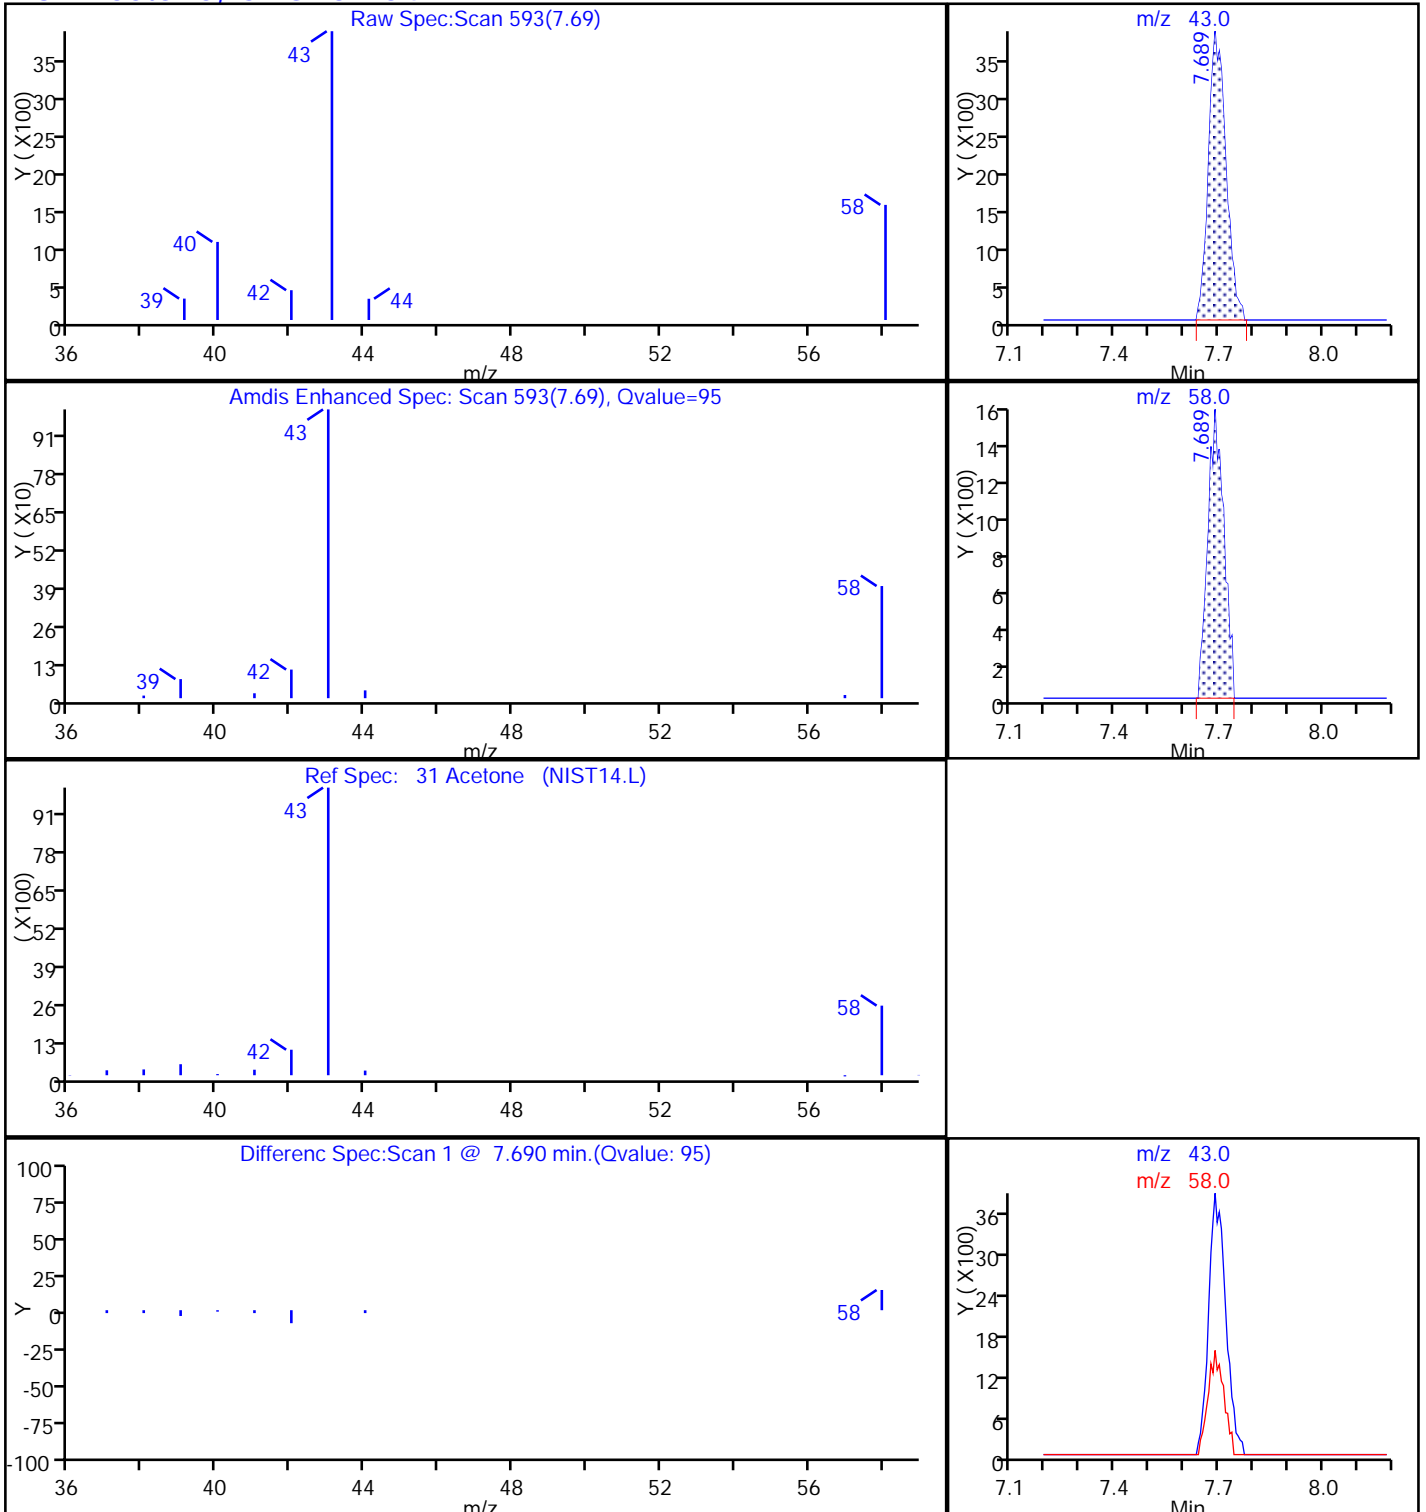 Raw Spec:Scan 593(7.69)
Y ( X100)
35
30
25
20
15
10
5
0
43
58
40
39
42
44
36 40 44 48 52 56
m/z
m/z 43.0
7.689
Y ( X100)
35
30
25
20
15
10
5
0
7.1 7.4 7.7 8.0
Min
Amdis Enhanced Spec: Scan 593(7.69), Qvalue=95
Y ( X10)
91
78
65
52
39
26
13
0
43
58
39
42
36 40 44 48 52 56
m/z
m/z 58.0
7.689
Y ( X100)
16
14
12
10
8
6
4
2
0
7.1 7.4 7.7 8.0
Min
Ref Spec: 31 Acetone (NIST14.L)
( X100)
91
78
65
52
39
26
13
0
43
58
42
36 40 44 48 52 56
m/z
Differenc Spec:Scan 1 @ 7.690 min.(Qvalue: 95)
Y
100
75
50
25
0
-25
-50
-75
-100
58
36 40 44 48 52 56
m/z
m/z 43.0
m/z 58.0
Y ( X100)
36
30
24
18
12
6
0
7.1 7.4 7.7 8.0
Min